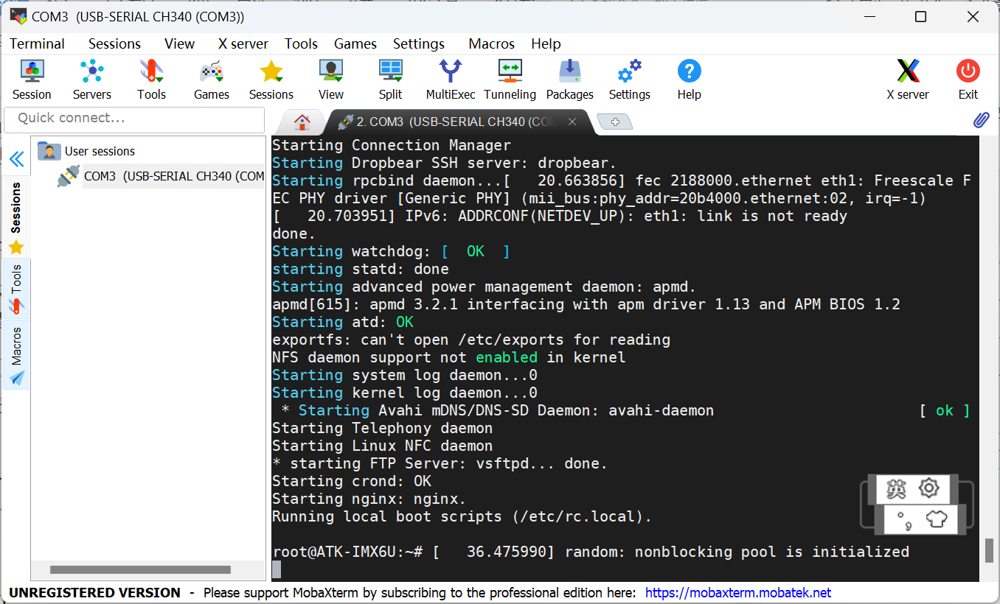 COM3  (USB-SERIAL CH340 (COM3))
Terminal Sessions View X server Tools Games Settings Macros Help
Session Servers Tools Games Sessions View Split MultiExec Tunneling Packages Settings Help X server Exit
Quick connect...
2. COM3  (USB-SERIAL CH340 (CO
User sessions
COM3  (USB-SERIAL CH340 (COM
Sessions
Tools
Macros
Starting Connection Manager
Starting Dropbear SSH server: dropbear.
Starting rpcbind daemon...[   20.663856] fec 2188000.ethernet eth1: Freescale F
EC PHY driver [Generic PHY] (mii_bus:phy_addr=20b4000.ethernet:02, irq=-1)
[   20.703951] IPv6: ADDRCONF(NETDEV_UP): eth1: link is not ready
done.
Starting watchdog: [  OK  ]
starting statd: done
Starting advanced power management daemon: apmd.
apmd[615]: apmd 3.2.1 interfacing with apm driver 1.13 and APM BIOS 1.2
Starting atd: OK
exportfs: can't open /etc/exports for reading
NFS daemon support not enabled in kernel
Starting system log daemon...0
Starting kernel log daemon...0
 * Starting Avahi mDNS/DNS-SD Daemon: avahi-daemon                       [ ok ]
Starting Telephony daemon
Starting Linux NFC daemon
* starting FTP Server: vsftpd... done.
Starting crond: OK
Starting nginx: nginx.
Running local boot scripts (/etc/rc.local).
root@ATK-IMX6U:~# [   36.475990] random: nonblocking pool is initialized
英
°,
UNREGISTERED VERSION  -  Please support MobaXterm by subscribing to the professional edition here:  https://mobaxterm.mobatek.net